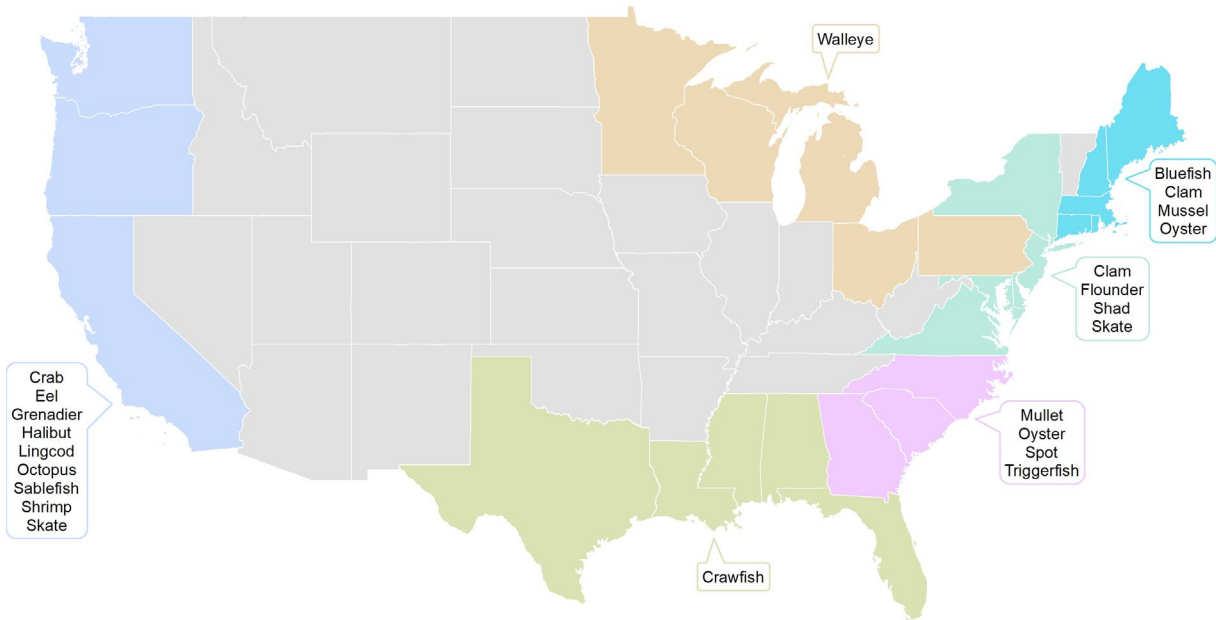 Walleye
Bluefish
Clam
Mussel
Oyster
Clam
Flounder
Shad
Skate
Crab
Eel
Grenadier
Halibut
Lingcod
Octopus
Sablefish
Shrimp
Skate
Mullet
Oyster
Spot
Triggerfish
Crawfish